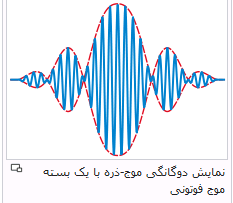 نمایش دوگانگی موج-ذره با یک بسته
موج فوتونی